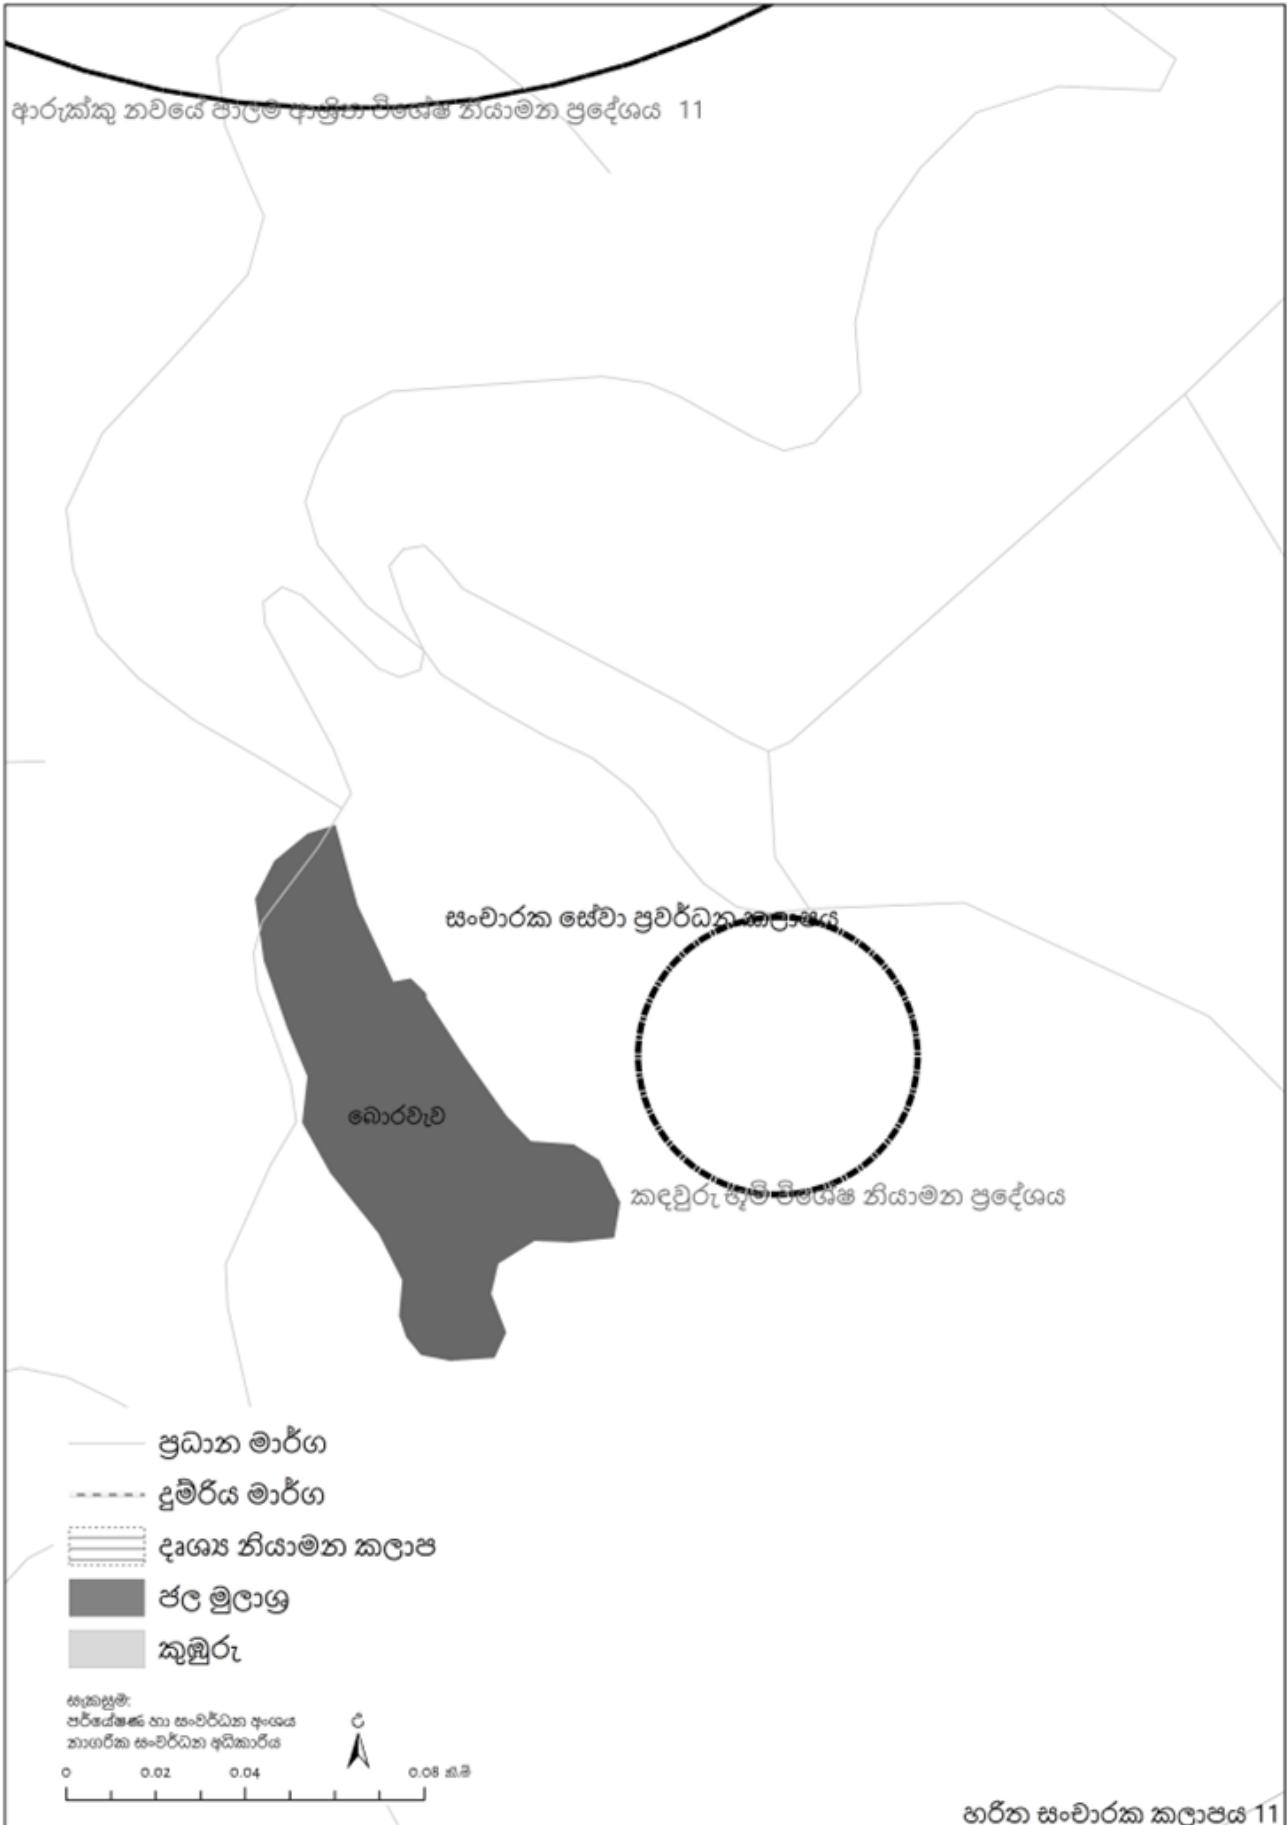 ආරුක්කු නවයේ පාලම ආශ්‍රිත විශේෂ නියාමන ප්‍රදේශය 11
සංචාරක සේවා ප්‍රවර්ධන කලාපය
බොරවැව
කඳවුරු භූමි විශේෂ නියාමන ප්‍රදේශය
ප්‍රධාන මාර්ග
දුම්රිය මාර්ග
දෘශ්‍ය නියාමන කලාප
ජල මුලාශ්‍ර
කුඹුරු
සැකසුම:
පර්යේෂණ හා සංවර්ධන අංශය
නාගරික සංවර්ධන අධිකාරිය
උ
0 0.02 0.04 0.08 කි.මී
හරිත සංචාරක කලාපය 11